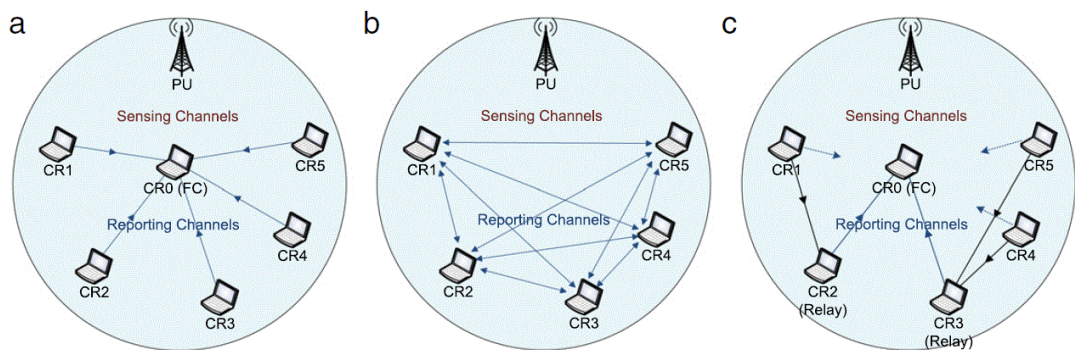 a
PU
Sensing Channels
CR1
CR5
CR0 (FC)
Reporting Channels
CR4
CR2
CR3
b
PU
Sensing Channels
CR1
CR5
Reporting Channels
CR4
CR2
CR3
c
PU
Sensing Channels
CR1
CR5
CR0 (FC)
Reporting Channels
CR4
CR2
(Relay)
CR3
(Relay)